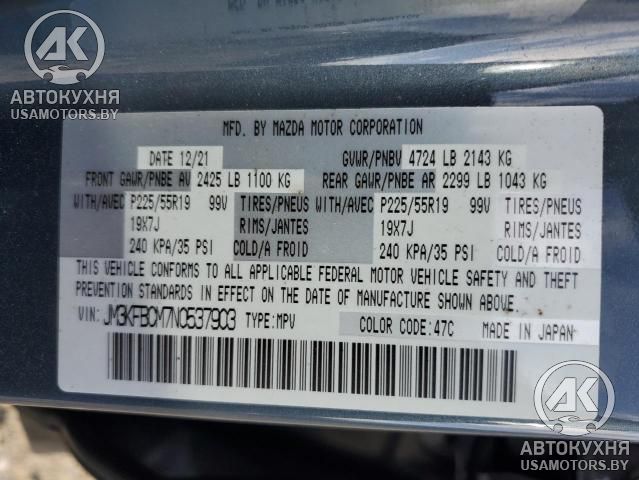 AK
АВТОКУХНЯ
USAMOTORS.BY
MFD. BY MAZDA MOTOR CORPORATION
DATE 12/21 GVWR/PNBV 4724 LB 2143 KG
FRONT GAWR/PNBE AV 2425 LB 1100 KG REAR GAWR/PNBE AR 2299 LB 1043 KG
WITH/AVEC P225/55R19 99V TIRES/PNEUS WITH/AVEC P225/55R19 99V TIRES/PNEUS
19X7J RIMS/JANTES 19X7J RIMS/JANTES
240 KPA/35 PSI COLD/A FROID 240 KPA/35 PSI COLD/A FROID
THIS VEHICLE CONFORMS TO ALL APPLICABLE FEDERAL MOTOR VEHICLE SAFETY AND THEFT
PREVENTION STANDARDS IN EFFECT ON THE DATE OF MANUFACTURE SHOWN ABOVE.
VIN: JM3KFBCM7N0537903 TYPE:MPV COLOR CODE:47C MADE IN JAPAN
AK
АВТОКУХНЯ
USAMOTORS.BY